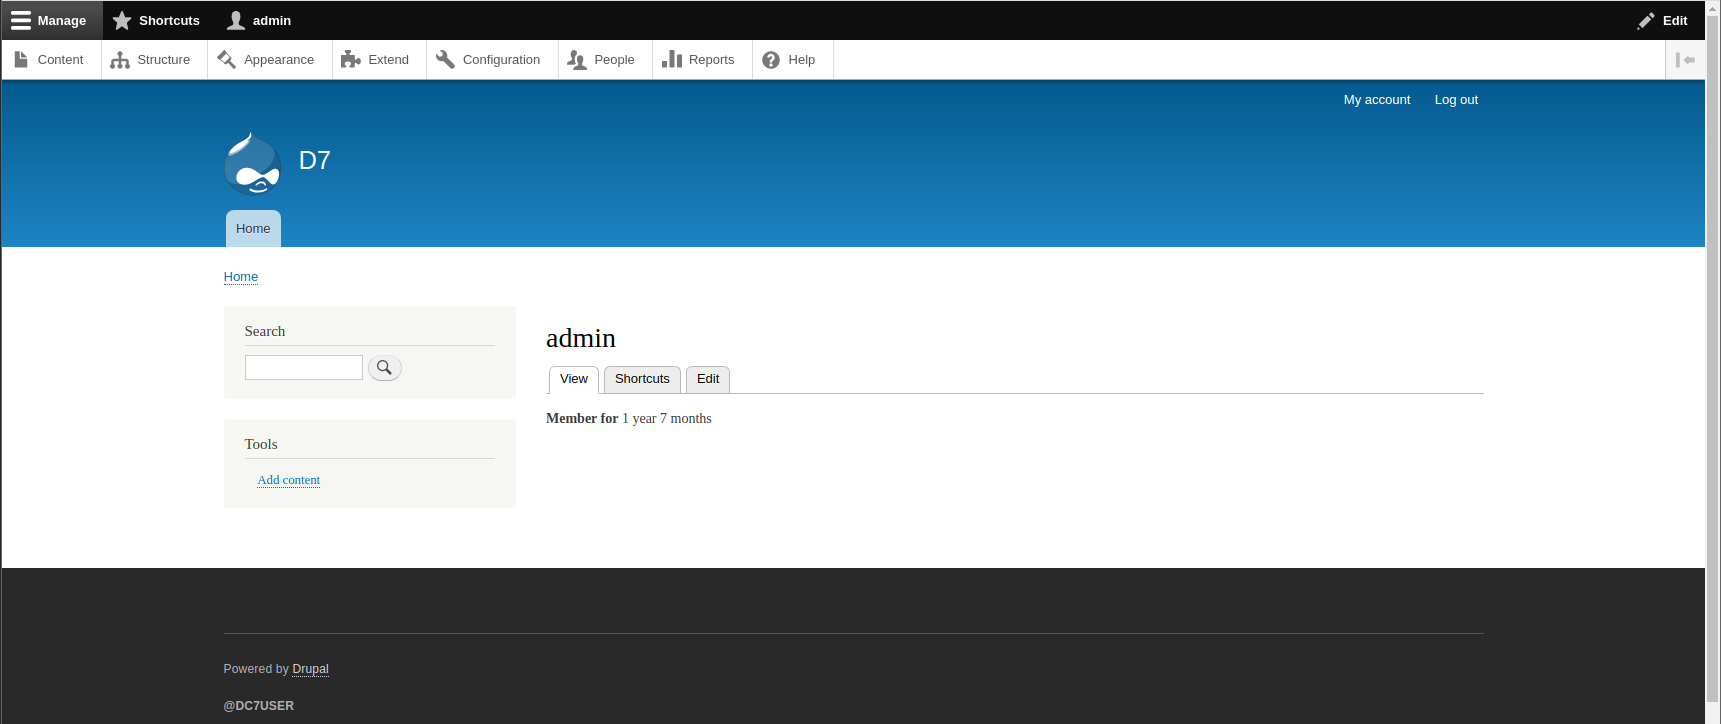 Manage Shortcuts admin Edit
Content Structure Appearance Extend Configuration People Reports Help
My account Log out
D7
Home
Home
Search
admin
View Shortcuts Edit
Member for 1 year 7 months
Tools
Add content
Powered by Drupal
@DC7USER